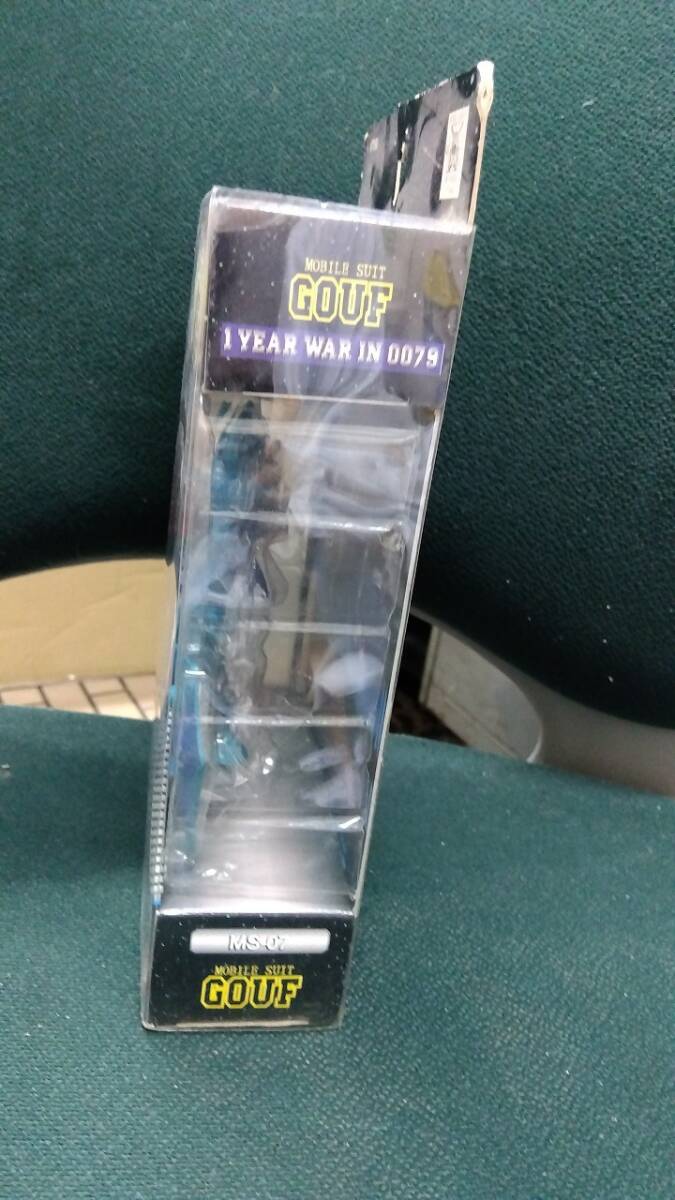 MOBILE SUIT
GOUF
1 YEAR WAR IN 0079
MS-07
MOBILE SUIT
GOUF